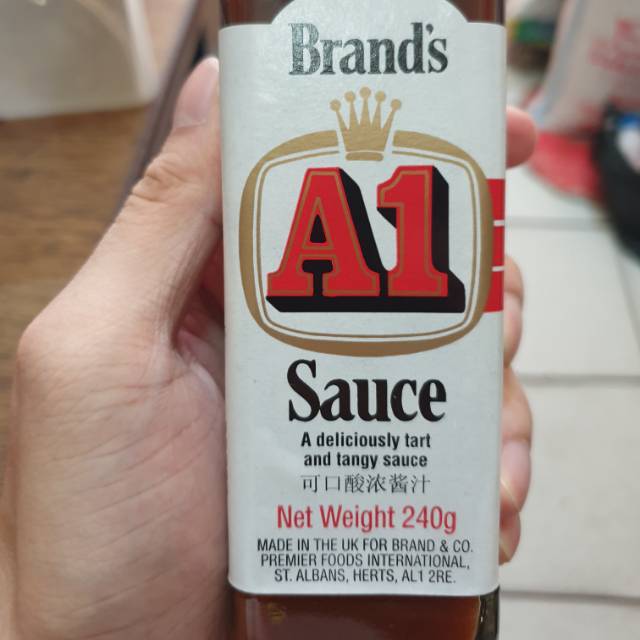 Brand's
A1
Sauce
A deliciously tart
and tangy sauce
可口酸浓酱汁
Net Weight 240g
MADE IN THE UK FOR BRAND & CO.
PREMIER FOODS INTERNATIONAL,
ST. ALBANS, HERTS, AL1 2RE.